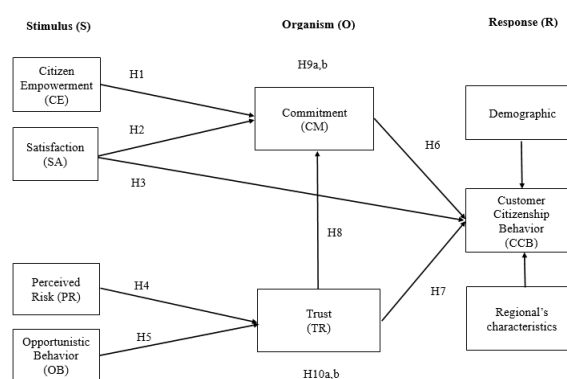 Stimulus (S)
Organism (O)
Response (R)
H9a,b
Citizen
Empowerment
(CE)
H1
Commitment
(CM)
Demographic
Satisfaction
(SA)
H2
H3
H6
Customer
Citizenship
Behavior
(CCB)
H8
Perceived
Risk (PR)
H4
Trust
(TR)
H7
Regional's
characteristics
Opportunistic
Behavior
(OB)
H5
H10a,b